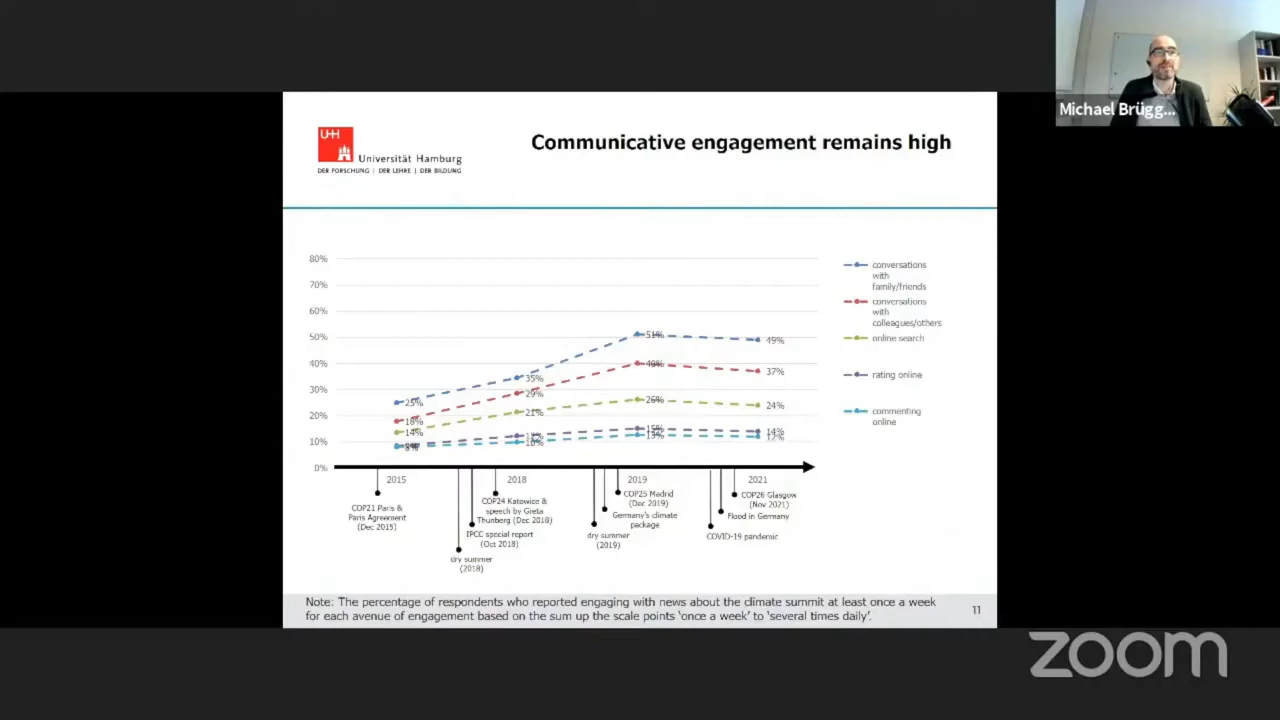 Michael Brügg...
U+H
Universität Hamburg
DER FORSCHUNG | DER LEHRE | DER BILDUNG
Communicative engagement remains high
80%
70%
60%
50%
40%
30%
20%
10%
0%
25%
18%
14%
8%
35%
29%
21%
10%
51%
40%
26%
15%
13%
49%
37%
24%
14%
12%
conversations
with
family/friends
conversations
with
colleagues/others
online search
rating online
commenting
online
2015
2018
2019
2021
COP21 Paris &
Paris Agreement
(Dec 2015)
COP24 Katowice &
speech by Greta
Thunberg (Dec 2018)
IPCC special report
(Oct 2018)
dry summer
(2018)
COP25 Madrid
(Dec 2019)
Germany's climate
package
dry summer
(2019)
COP26 Glasgow
(Nov 2021)
Flood in Germany
COVID-19 pandemic
Note: The percentage of respondents who reported engaging with news about the climate summit at least once a week
for each avenue of engagement based on the sum up the scale points ‘once a week’ to ‘several times daily’.
11
zoom